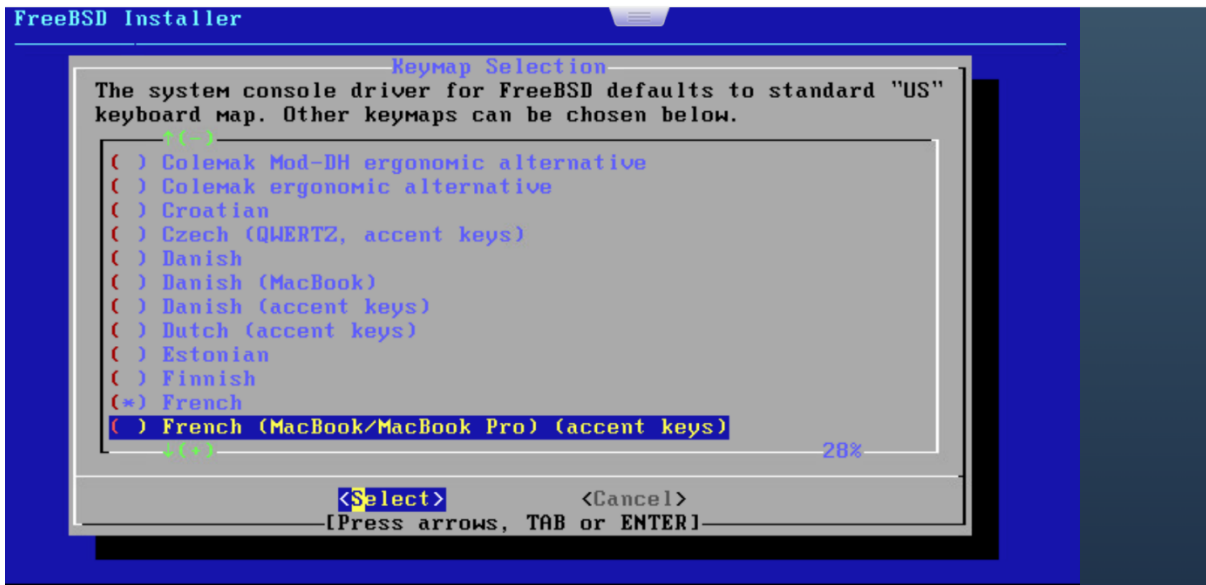 FreeBSD Installer
Keymap Selection
The system console driver for FreeBSD defaults to standard "US"
keyboard map. Other keymaps can be chosen below.
↑(-)
( ) Colemak Mod-DH ergonomic alternative
( ) Colemak ergonomic alternative
( ) Croatian
( ) Czech (QWERTZ, accent keys)
( ) Danish
( ) Danish (MacBook)
( ) Danish (accent keys)
( ) Dutch (accent keys)
( ) Estonian
( ) Finnish
(*) French
( ) French (MacBook/MacBook Pro) (accent keys)
↓(+) 28%
<Select> <Cancel>
[Press arrows, TAB or ENTER]